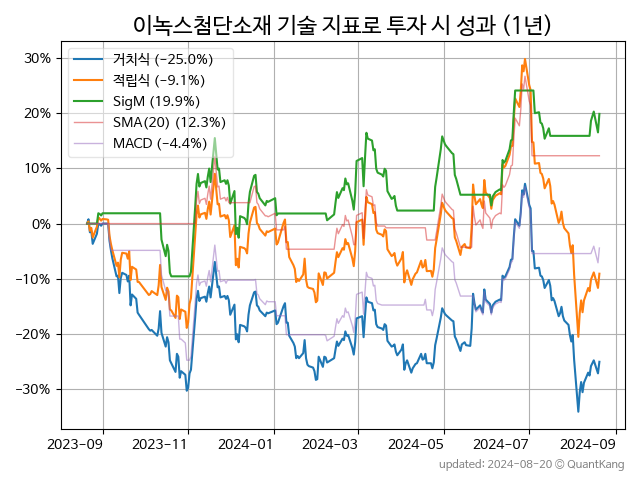 이녹스첨단소재 기술 지표로 투자 시 성과 (1년)
30%
20%
10%
0%
−10%
−20%
−30%
거치식 (−25.0%)
적립식 (−9.1%)
SigM (19.9%)
SMA(20) (12.3%)
MACD (−4.4%)
2023−09
2023−11
2024−01
2024−03
2024−05
2024−07
2024−09
updated: 2024−08−20 © QuantKang